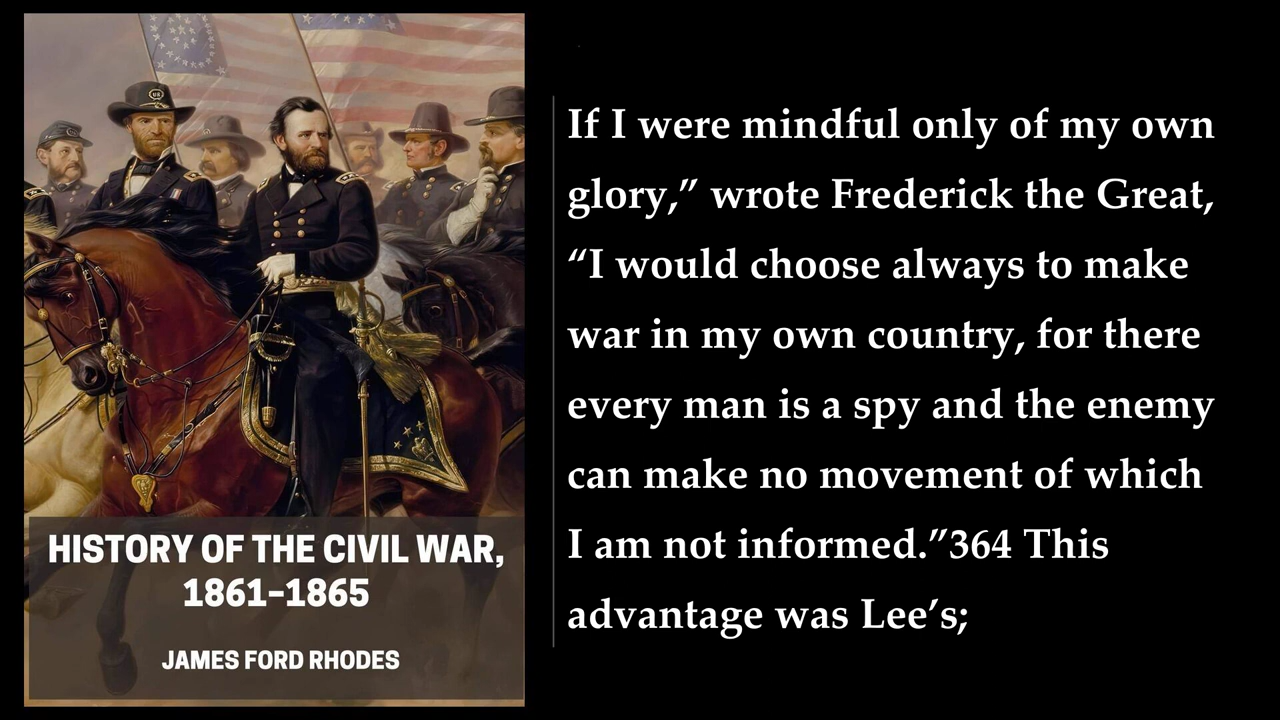 HISTORY OF THE CIVIL WAR,
1861–1865
JAMES FORD RHODES
If I were mindful only of my own
glory,” wrote Frederick the Great,
“I would choose always to make
war in my own country, for there
every man is a spy and the enemy
can make no movement of which
I am not informed.”364 This
advantage was Lee’s;